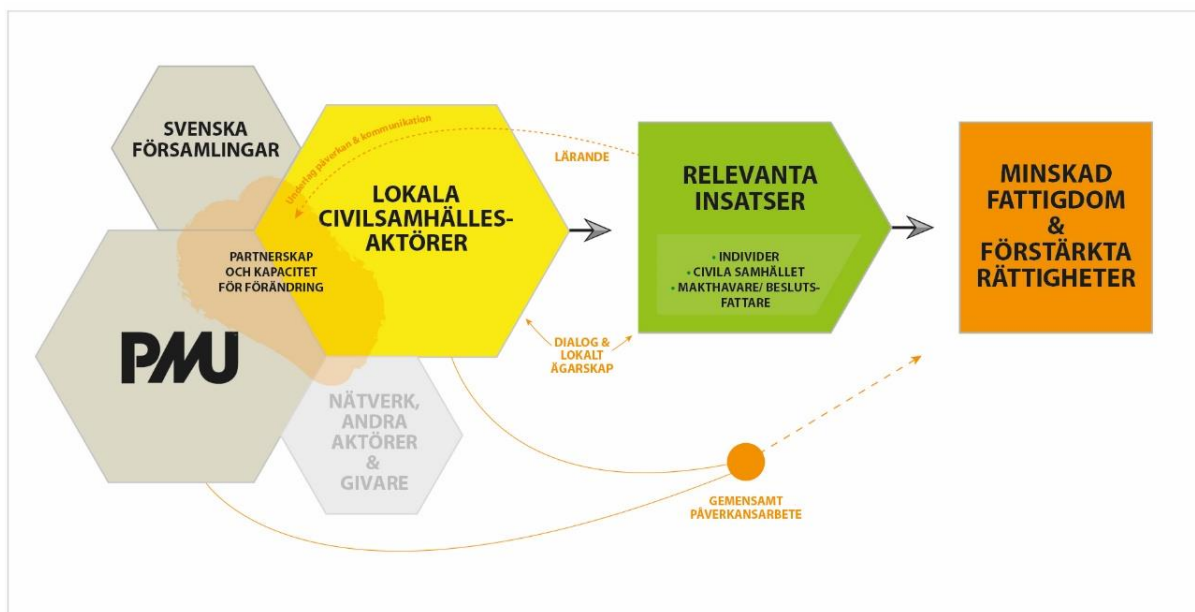 SVENSKA
FÖRSAMLINGAR
Underlag påverkan & kommunikation
LÄRANDE
LOKALA
CIVILSAMHÄLLES-
AKTÖRER
PARTNERSKAP
OCH KAPACITET
FÖR FÖRÄNDRING
PMU
NÄTVERK,
ANDRA
AKTÖRER
&
GIVARE
RELEVANTA
INSATSER
• INDIVIDER
• CIVILA SAMHÄLLET
• MAKTHAVARE/ BESLUTS-
FATTARE
DIALOG &
LOKALT
ÄGARSKAP
GEMENSAMT
PÅVERKANSARBETE
MINSKAD
FATTIGDOM
&
FÖRSTÄRKTA
RÄTTIGHETER